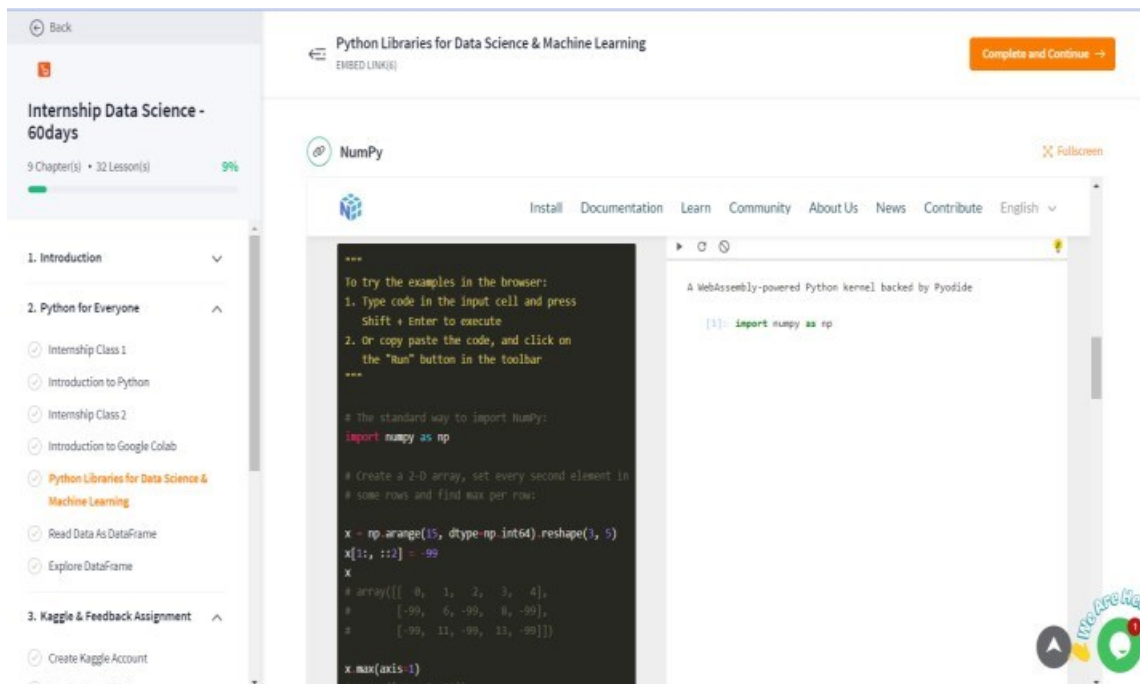 Back
Internship Data Science -
60days
9 Chapter(s) • 32 Lesson(s) 9%
1. Introduction
2. Python for Everyone
Internship Class 1
Introduction to Python
Internship Class 2
Introduction to Google Colab
Python Libraries for Data Science &
Machine Learning
Read Data As DataFrame
Explore DataFrame
3. Kaggle & Feedback Assignment
Create Kaggle Account
Python Libraries for Data Science & Machine Learning
EMBED LINK(6)
Complete and Continue →
NumPy
Fullscreen
Install Documentation Learn Community About Us News Contribute English
"""
To try the examples in the browser:
1. Type code in the input cell and press
Shift + Enter to execute
2. Or copy paste the code, and click on
the "Run" button in the toolbar
"""
# The standard way to import NumPy:
import numpy as np
# Create a 2-D array, set every second element in
# some rows and find max per row:
x = np.arange(15, dtype=np.int64).reshape(3, 5)
x[1:, ::2] = -99
x
# array([[ 0, 1, 2, 3, 4],
# [-99, 6, -99, 8, -99],
# [-99, 11, -99, 13, -99]])
x.max(axis=1)
A WebAssembly-powered Python kernel backed by Pyodide
[1]: import numpy as np
We Are
1